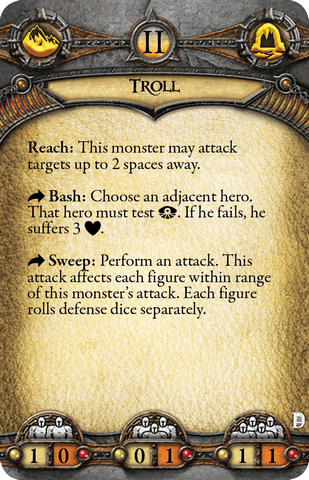 II
TROLL
Reach: This monster may attack
targets up to 2 spaces away.
Bash: Choose an adjacent hero.
That hero must test . If he fails, he
suffers 3 .
Sweep: Perform an attack. This
attack affects each figure within range
of this monster's attack. Each figure
rolls defense dice separately.
1 0 0 1 1 1